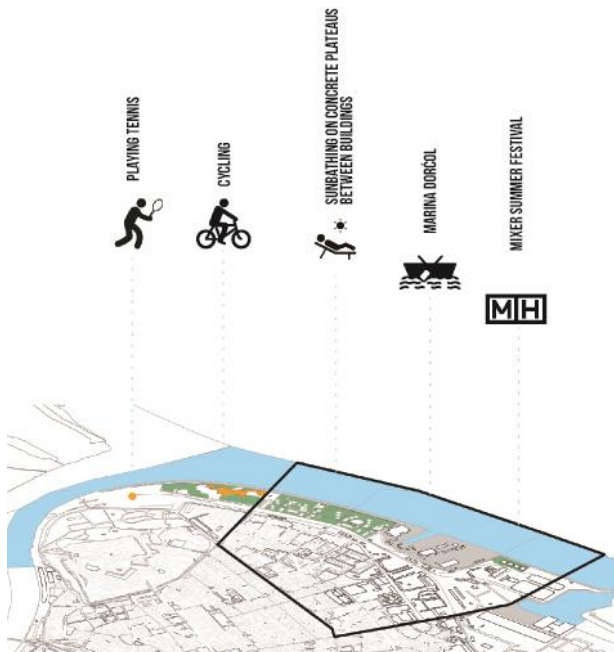 PLAYING TENNIS
CYCLING
SUNBATHING ON CONCRETE PLATEAUS
BETWEEN BUILDINGS
MARINA DORĆOL
MIXER SUMMER FESTIVAL
MH